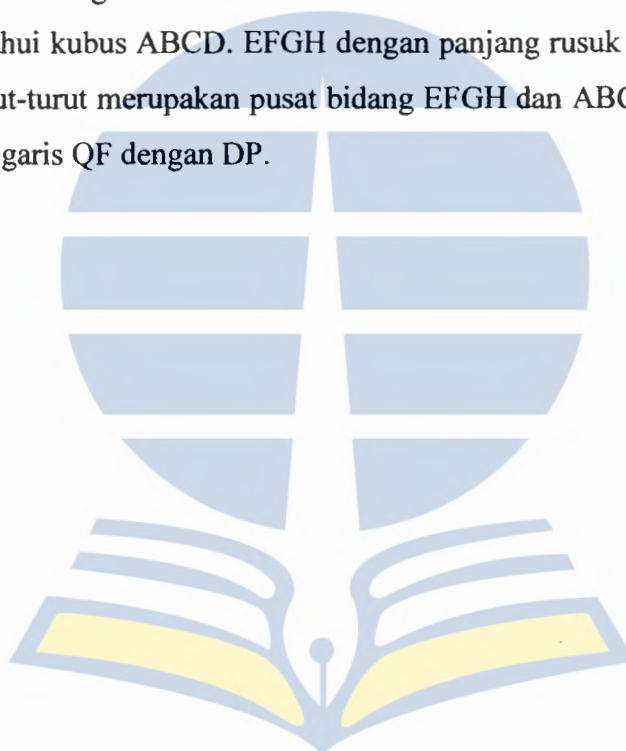 hui kubus ABCD. EFGH dengan panjang rusuk
ut-turut merupakan pusat bidang EFGH dan ABC
garis QF dengan DP.